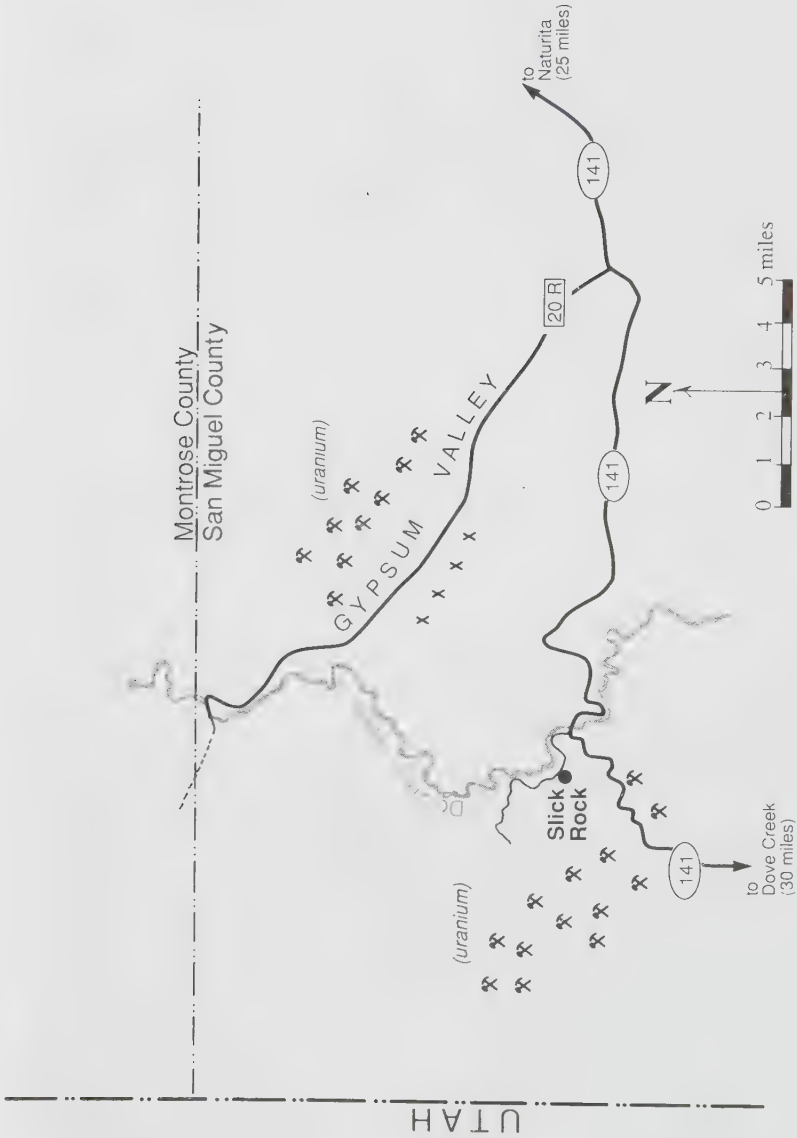 Montrose County
San Miguel County
to
Naturita
(25 miles)
(uranium)
GYPSUM VALLEY
20 R
141
141
N
0 1 2 3 4 5 miles
Slick
Rock
(uranium)
141
to
Dove Creek
(30 miles)
UTAH